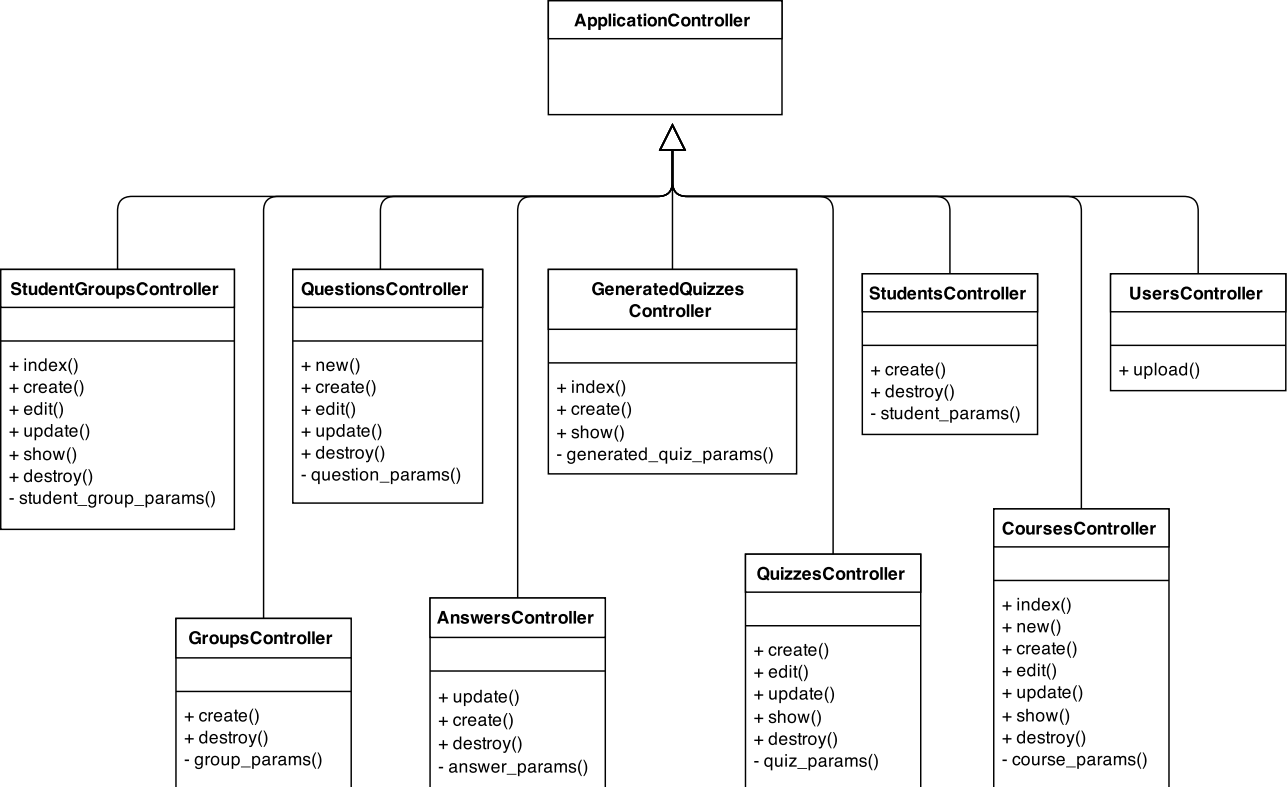 ApplicationController
StudentGroupsController
+ index()
+ create()
+ edit()
+ update()
+ show()
+ destroy()
- student_group_params()
QuestionsController
+ new()
+ create()
+ edit()
+ update()
+ destroy()
- question_params()
GeneratedQuizzes
Controller
+ index()
+ create()
+ show()
- generated_quiz_params()
StudentsController
+ create()
+ destroy()
- student_params()
UsersController
+ upload()
GroupsController
+ create()
+ destroy()
- group_params()
AnswersController
+ update()
+ create()
+ destroy()
- answer_params()
QuizzesController
+ create()
+ edit()
+ update()
+ show()
+ destroy()
- quiz_params()
CoursesController
+ index()
+ new()
+ create()
+ edit()
+ update()
+ show()
+ destroy()
- course_params()